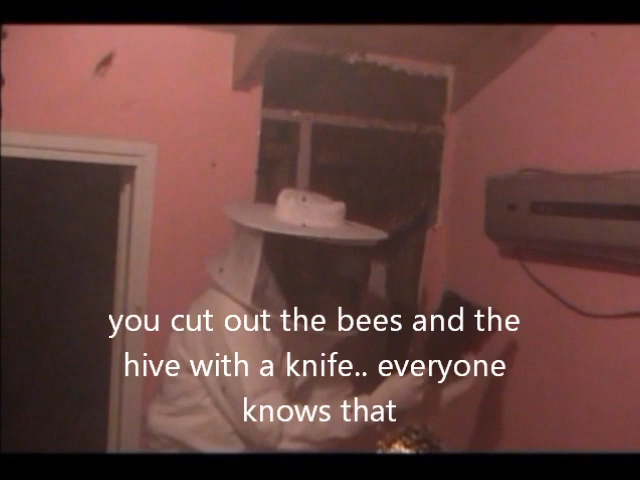 you cut out the bees and the
hive with a knife.. everyone
knows that